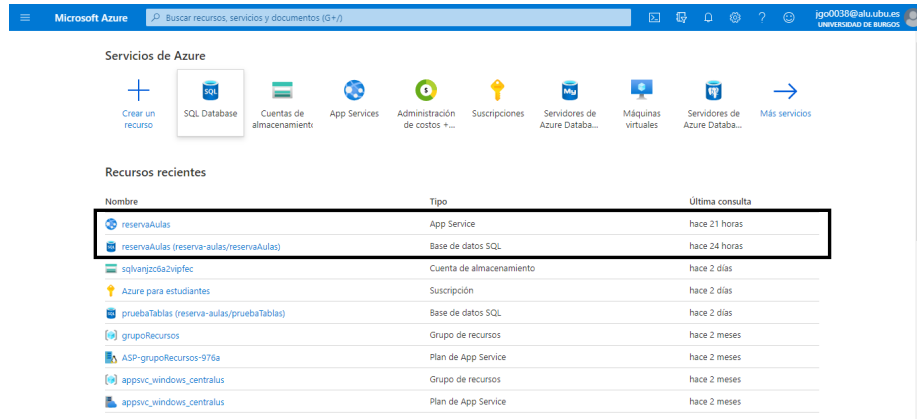 Microsoft Azure Buscar recursos, servicios y documentos (G+/) jgo0038@alu.ubu.es
UNIVERSIDAD DE BURGOS
Servicios de Azure
Crear un recurso
SQL Database
Cuentas de almacenamiento
App Services
Administración de costos +...
Suscripciones
Servidores de Azure Databa...
Máquinas virtuales
Servidores de Azure Databa...
Más servicios
Recursos recientes
Nombre Tipo Última consulta
reservaAulas App Service hace 21 horas
reservaAulas (reserva-aulas/reservaAulas) Base de datos SQL hace 24 horas
sqlvanjzc6a2vipfec Cuenta de almacenamiento hace 2 días
Azure para estudiantes Suscripción hace 2 días
pruebaTablas (reserva-aulas/pruebaTablas) Base de datos SQL hace 2 días
grupoRecursos Grupo de recursos hace 2 meses
ASP-grupoRecursos-976a Plan de App Service hace 2 meses
appsvc_windows_centralus Grupo de recursos hace 2 meses
appsvc_windows_centralus Plan de App Service hace 2 meses